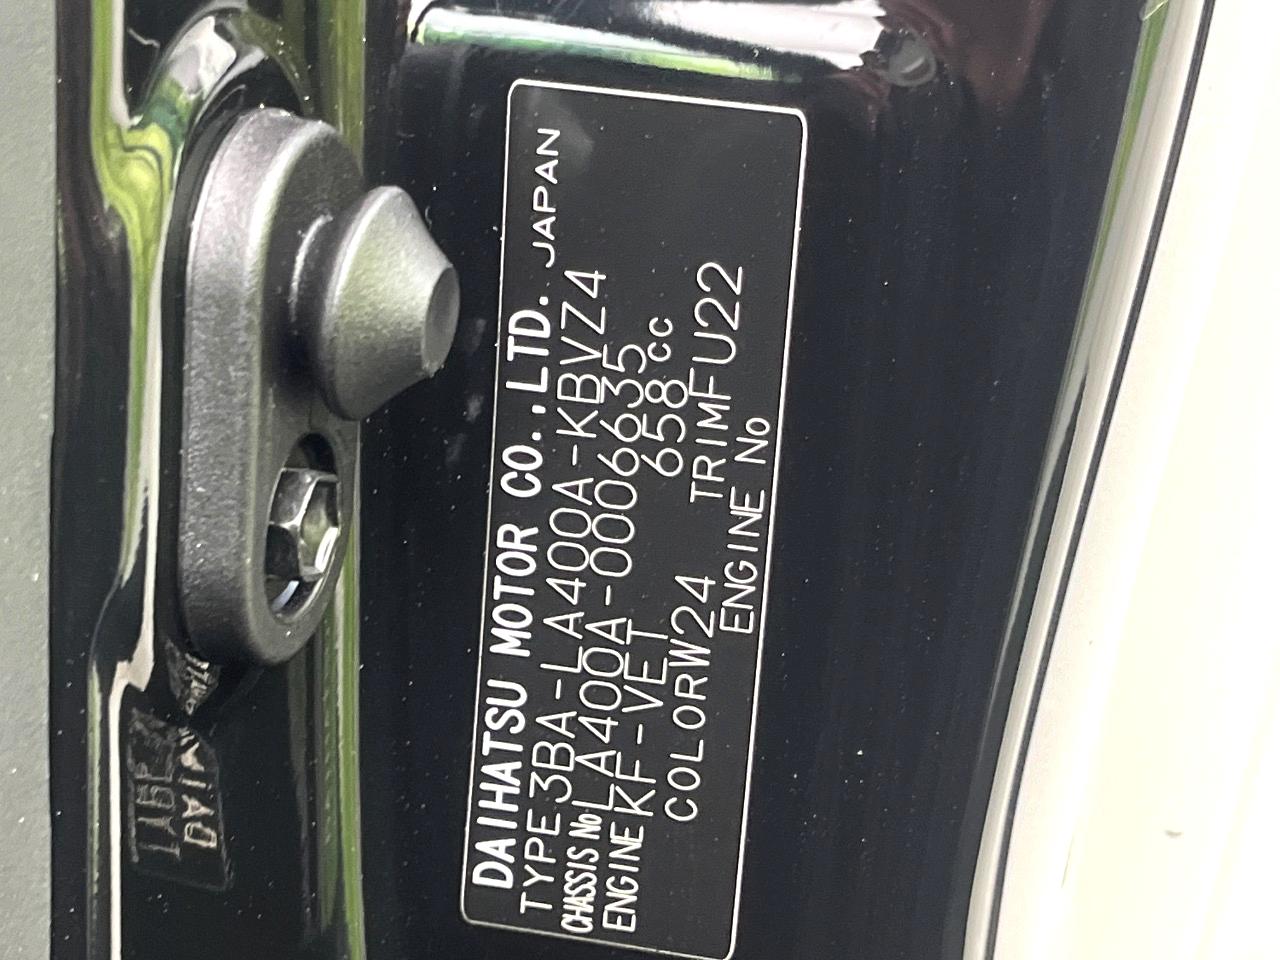 DAIHATSU MOTOR CO.,LTD. JAPAN
TYPE 3BA-LA400A-KBVZ4
CHASSIS No LA400A-0006635
ENGINE KF-VET 658cc
COLOR W24 TRIM FU22
ENGINE No